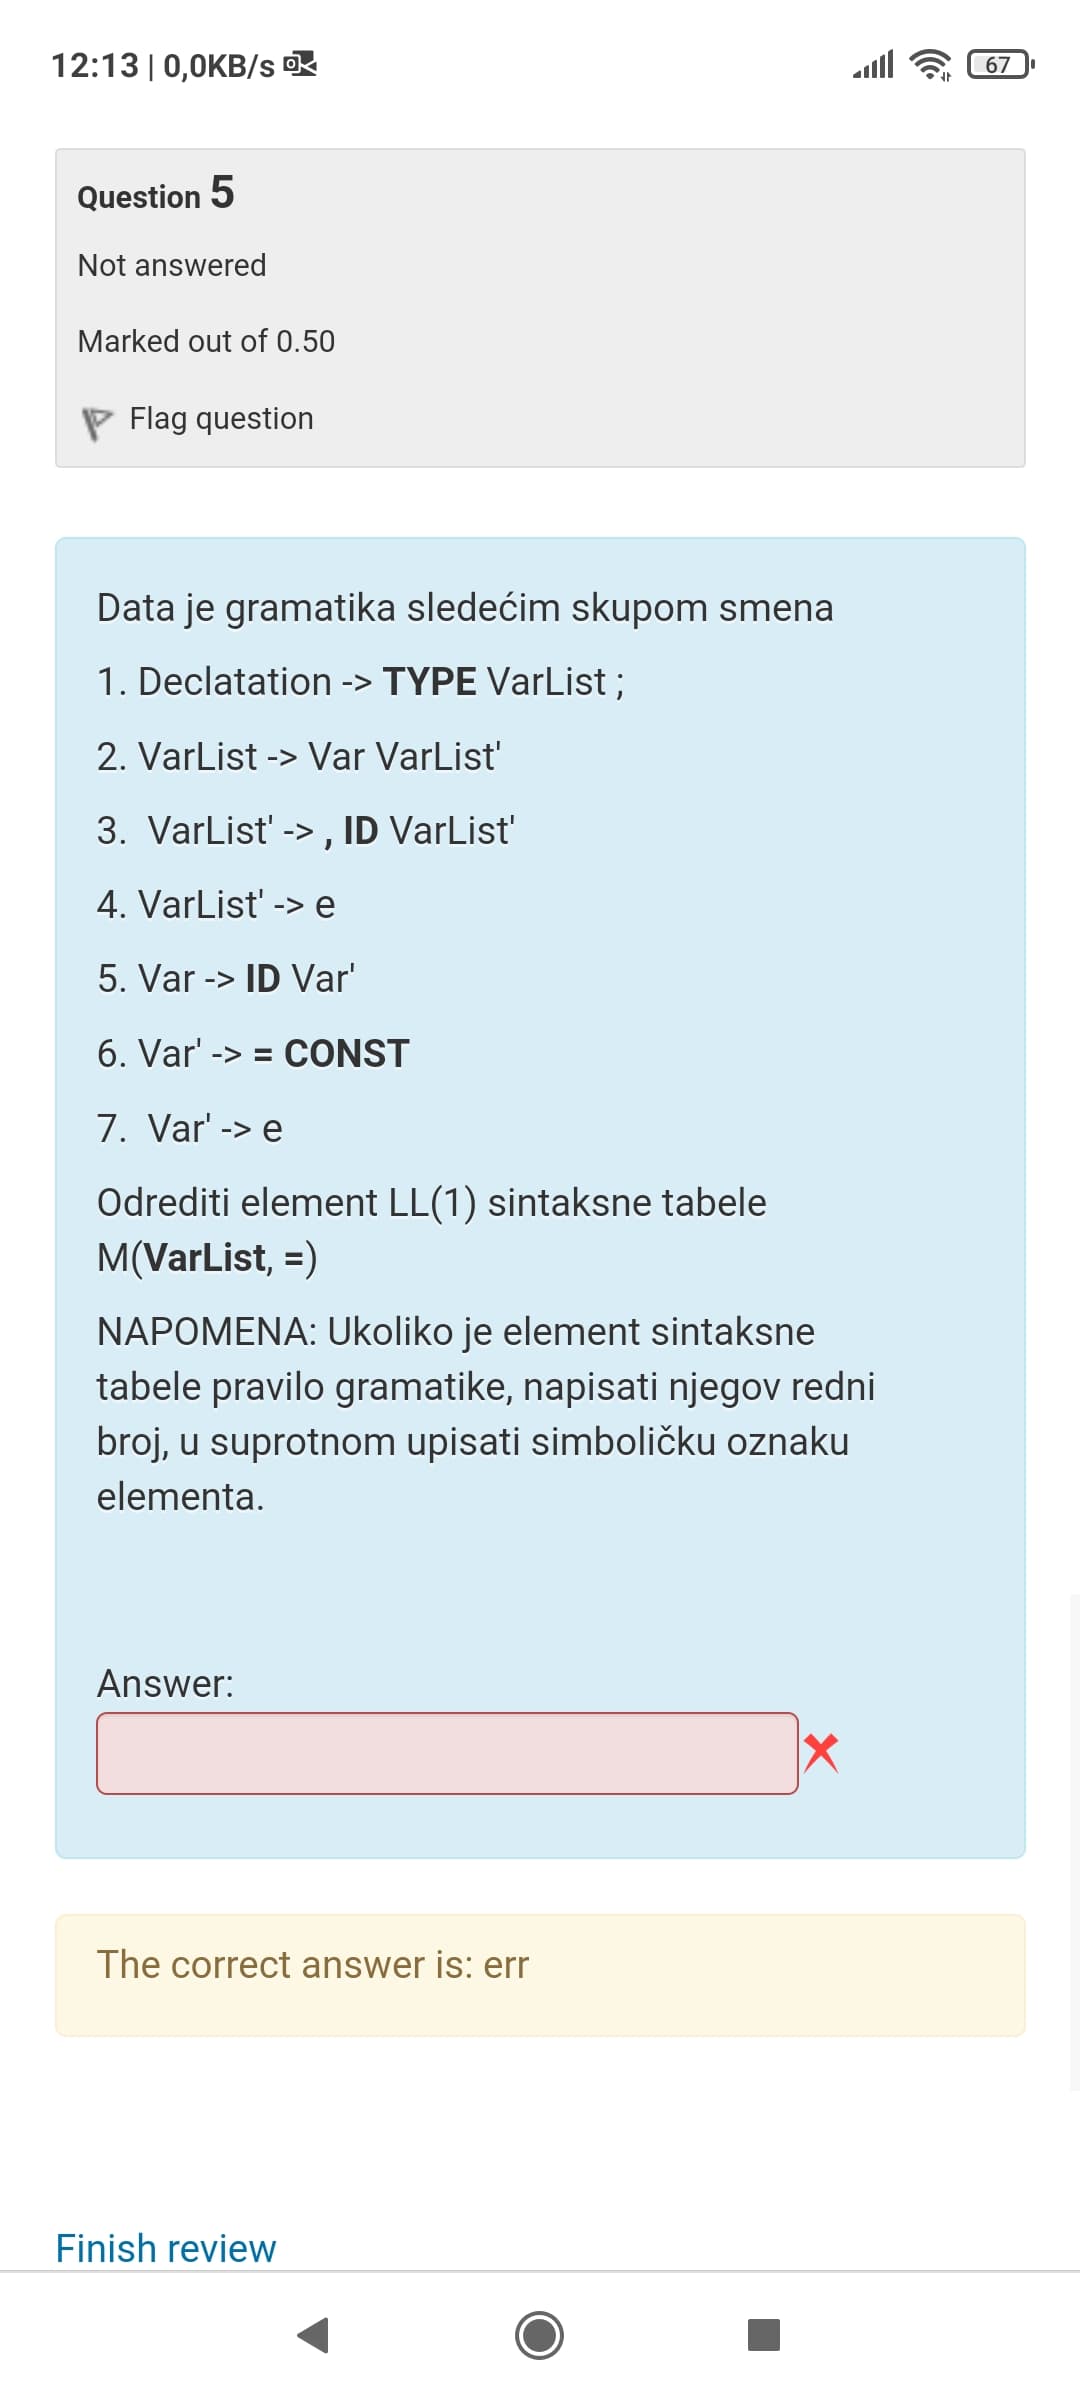 12:13 | 0,0KB/s
67
Question 5
Not answered
Marked out of 0.50
Flag question
Data je gramatika sledećim skupom smena
1. Declatation -> TYPE VarList ;
2. VarList -> Var VarList'
3.  VarList' -> , ID VarList'
4. VarList' -> e
5. Var -> ID Var'
6. Var' -> = CONST
7.  Var' -> e
Odrediti element LL(1) sintaksne tabele
M(VarList, =)
NAPOMENA: Ukoliko je element sintaksne
tabele pravilo gramatike, napisati njegov redni
broj, u suprotnom upisati simboličku oznaku
elementa.
Answer:
The correct answer is: err
Finish review